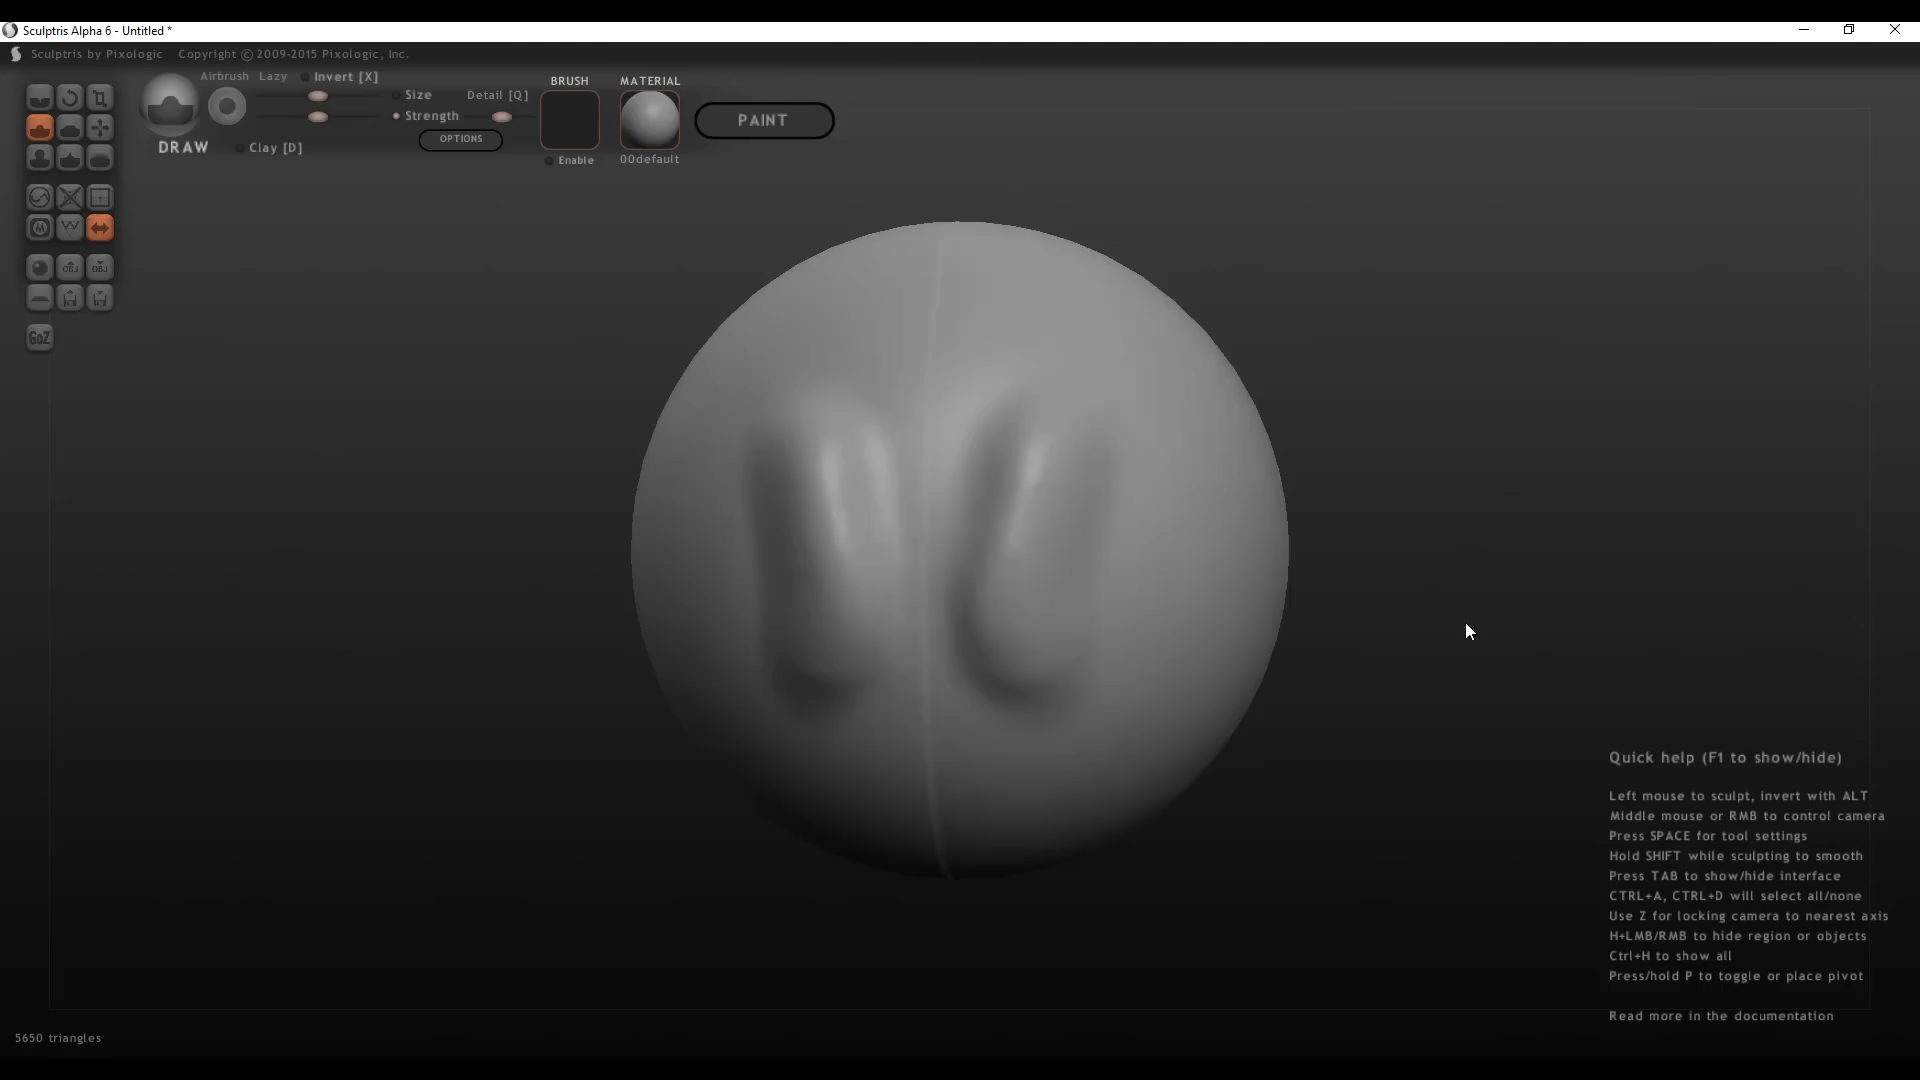 Sculptris Alpha 6 - Untitled *
Sculptris by Pixologic Copyright © 2009-2015 Pixologic, Inc.
Airbrush Lazy Invert [X]
Size Detail [Q]
Strength
OPTIONS
DRAW Clay [D]
BRUSH
Enable
MATERIAL
00default
PAINT
OBJ OBJ
GoZ
Quick help (F1 to show/hide)
Left mouse to sculpt, invert with ALT
Middle mouse or RMB to control camera
Press SPACE for tool settings
Hold SHIFT while sculpting to smooth
Press TAB to show/hide interface
CTRL+A, CTRL+D will select all/none
Use Z for locking camera to nearest axis
H+LMB/RMB to hide region or objects
Ctrl+H to show all
Press/hold P to toggle or place pivot
Read more in the documentation
5650 triangles